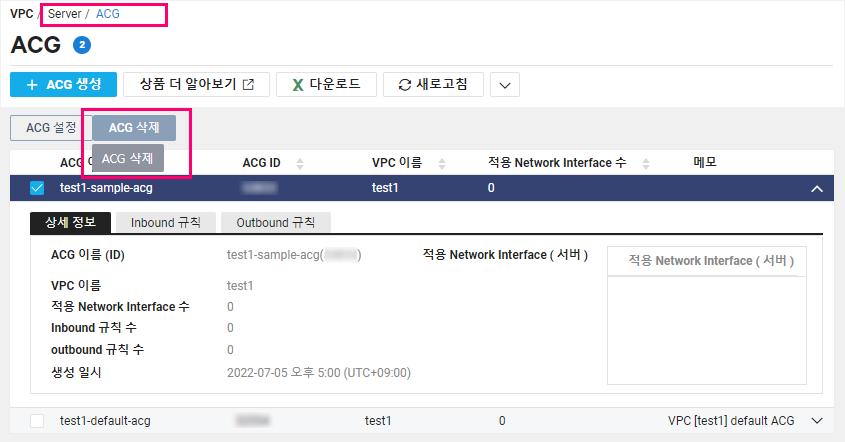 VPC / Server / ACG
ACG 2
+ ACG 생성 상품 더 알아보기 다운로드 새로고침
ACG 설정 ACG 삭제
ACG 삭제
ACG ID VPC 이름 적용 Network Interface 수 메모
test1-sample-acg test1 0
상세 정보 Inbound 규칙 Outbound 규칙
ACG 이름 (ID) test1-sample-acg( ) 적용 Network Interface ( 서버 ) 적용 Network Interface ( 서버 )
VPC 이름 test1
적용 Network Interface 수 0
Inbound 규칙 수 0
outbound 규칙 수 0
생성 일시 2022-07-05 오후 5:00 (UTC+09:00)
test1-default-acg test1 0 VPC [test1] default ACG